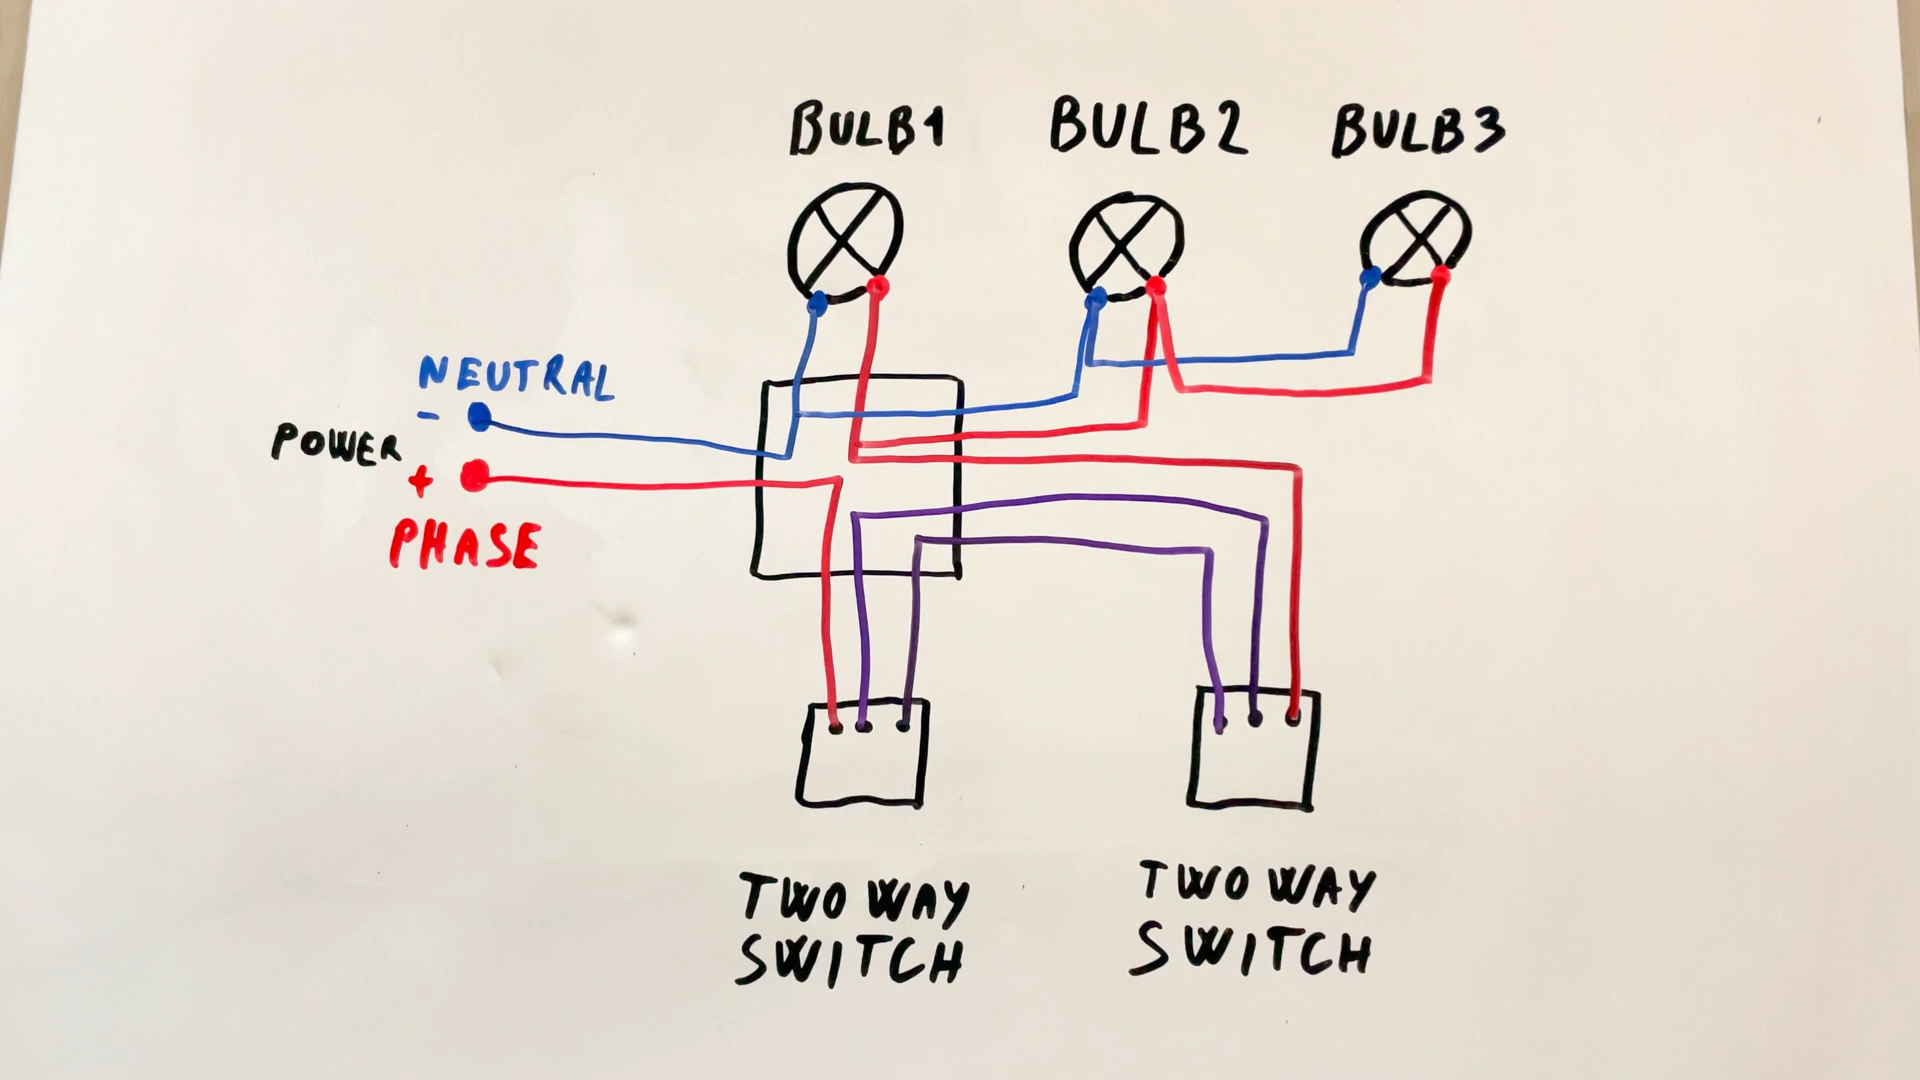 BULB1 BULB2 BULB3
NEUTRAL
-
POWER
+
PHASE
TWO WAY
SWITCH
TWO WAY
SWITCH